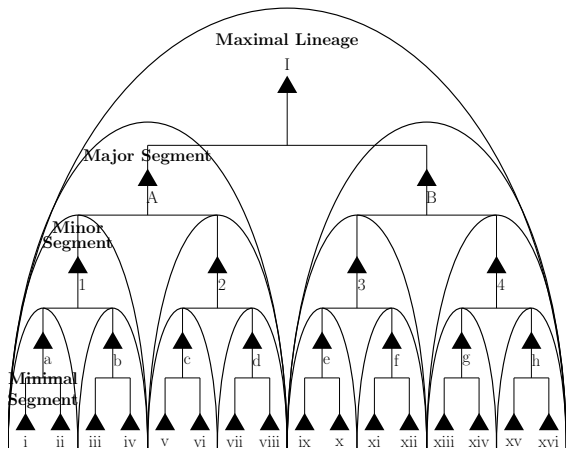 Maximal Lineage
I
Major Segment
A B
Minor
Segment
1 2 3 4
a b c d e f g h
Minimal
Segment
i ii iii iv v vi vii viii ix x xi xii xiii xiv xv xvi